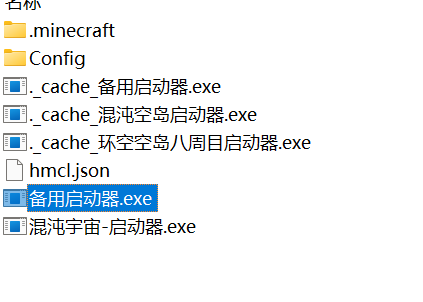 名称
.minecraft
Config
._cache_备用启动器.exe
._cache_混沌空岛启动器.exe
._cache_环空空岛八周目启动器.exe
hmcl.json
备用启动器.exe
混沌宇宙-启动器.exe